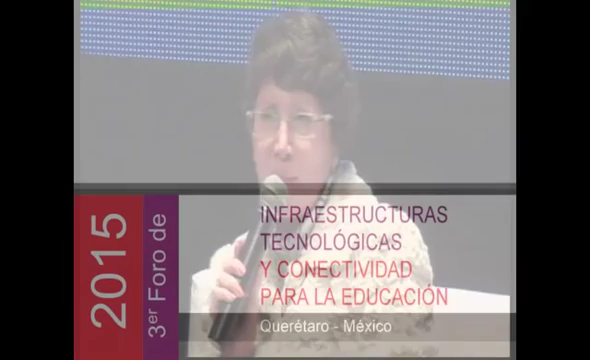 2015
3er Foro de
INFRAESTRUCTURAS
TECNOLÓGICAS
Y CONECTIVIDAD
PARA LA EDUCACIÓN
Querétaro - México